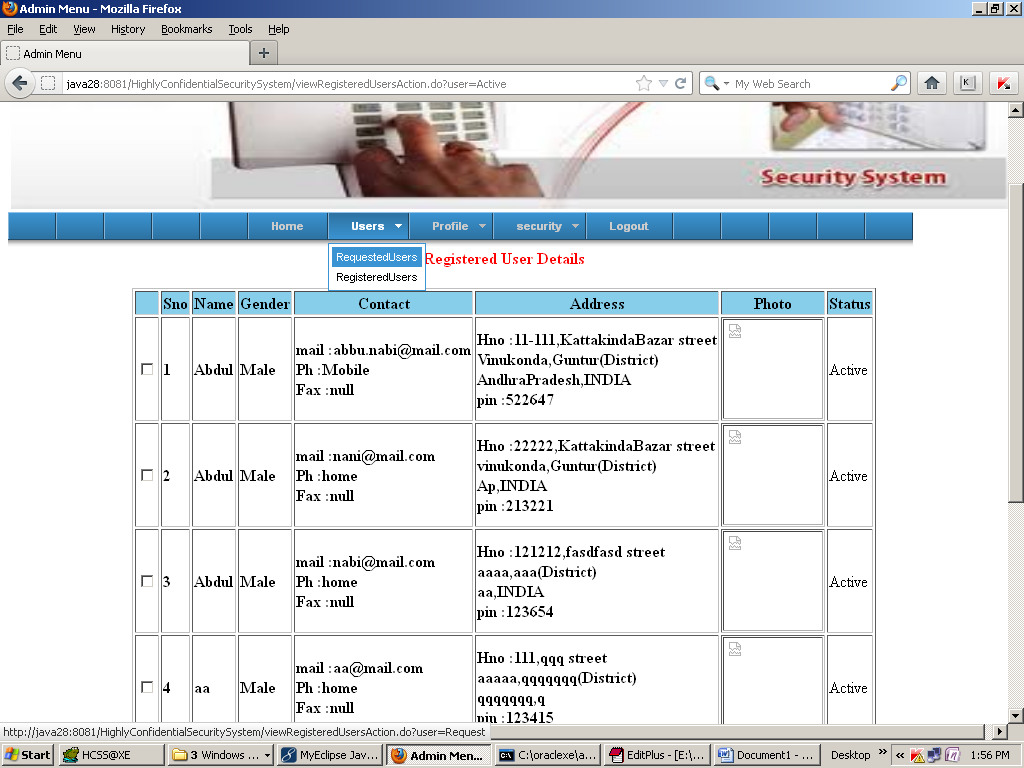 Admin Menu - Mozilla Firefox
File Edit View History Bookmarks Tools Help
Admin Menu +
java28:8081/HighlyConfidentialSecuritySystem/viewRegisteredUsersAction.do?user=Active
My Web Search
Security System
Home Users Profile security Logout
RequestedUsers
RegisteredUsers
Registered User Details
Sno Name Gender Contact Address Photo Status
1 Abdul Male
mail :abbu.nabi@mail.com
Ph :Mobile
Fax :null
Hno :11-111,KattakindaBazar street
Vinukonda,Guntur(District)
AndhraPradesh,INDIA
pin :522647
Active
2 Abdul Male
mail :nani@mail.com
Ph :home
Fax :null
Hno :22222,KattakindaBazar street
vinukonda,Guntur(District)
Ap,INDIA
pin :213221
Active
3 Abdul Male
mail :nabi@mail.com
Ph :home
Fax :null
Hno :121212,fasdfasd street
aaaa,aaa(District)
aa,INDIA
pin :123654
Active
4 aa Male
mail :aa@mail.com
Ph :home
Fax :null
Hno :111,qqq street
aaaaa,qqqqqqq(District)
qqqqqqq,q
pin :123415
Active
http://java28:8081/HighlyConfidentialSecuritySystem/viewRegisteredUsersAction.do?user=Request
Start HCSS@XE 3 Windows ... MyEclipse Jav... Admin Men... C:\oraclexe\a... EditPlus - [E:\... Document1 - ... Desktop » « 1:56 PM